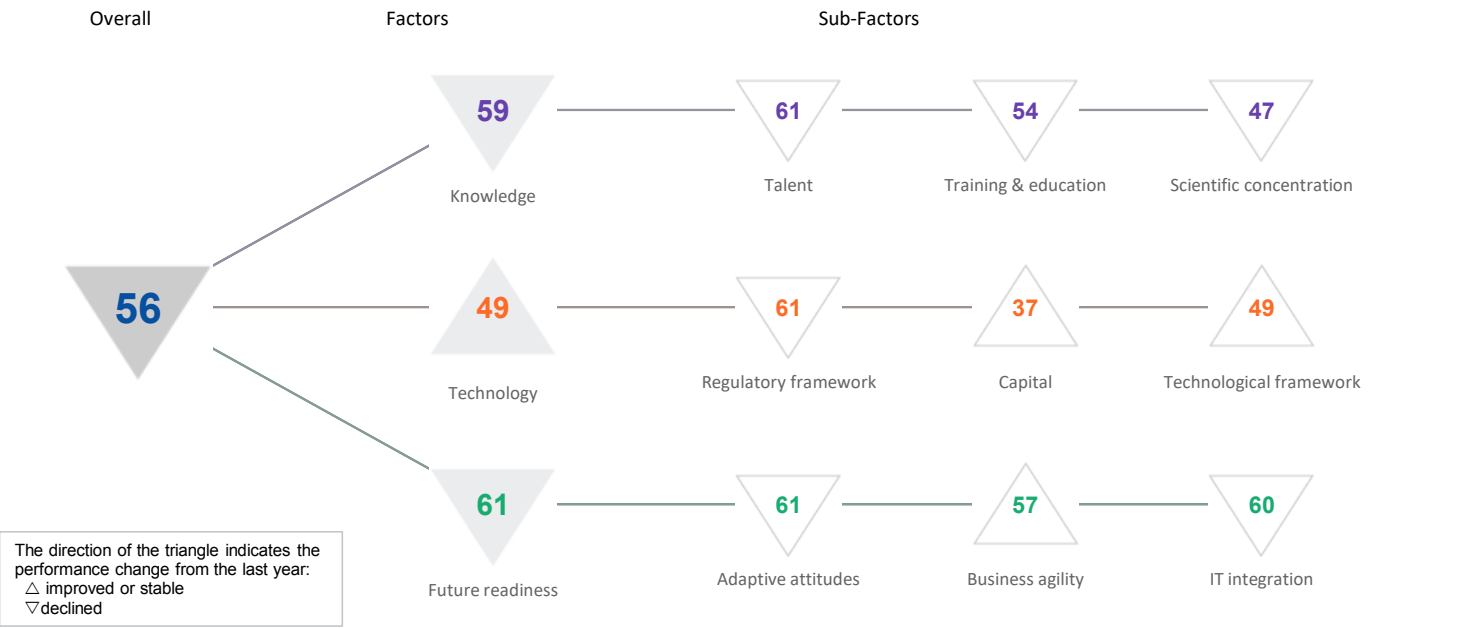 Overall
Factors
Sub-Factors
59
61
54
47
Knowledge
Talent
Training & education
Scientific concentration
56
49
61
37
49
Technology
Regulatory framework
Capital
Technological framework
61
61
57
60
Future readiness
Adaptive attitudes
Business agility
IT integration
The direction of the triangle indicates the
performance change from the last year:
△ improved or stable
▽declined